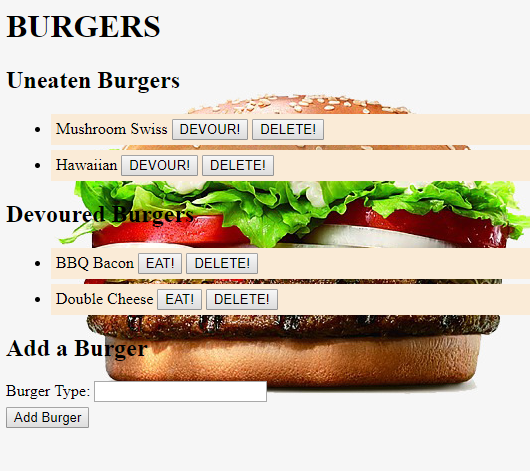 BURGERS
Uneaten Burgers
Mushroom Swiss DEVOUR! DELETE!
Hawaiian DEVOUR! DELETE!
Devoured Burgers
BBQ Bacon EAT! DELETE!
Double Cheese EAT! DELETE!
Add a Burger
Burger Type:
Add Burger